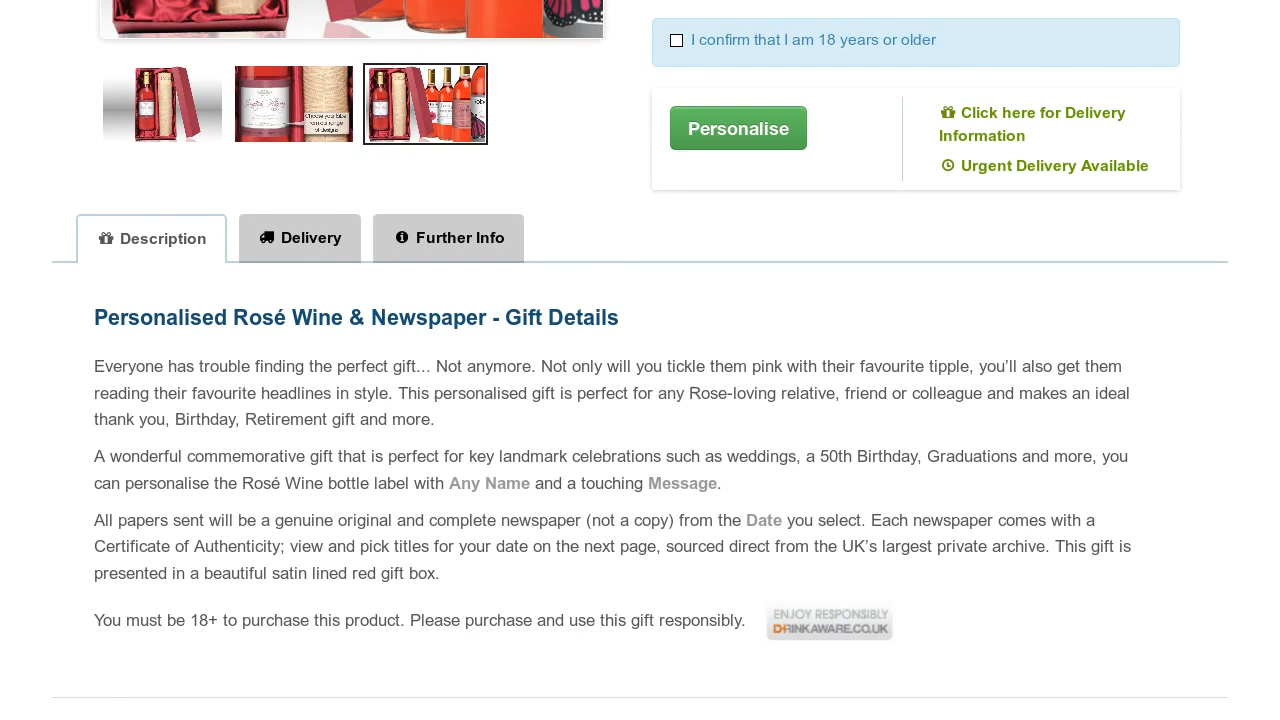 I confirm that I am 18 years or older
Personalise
Click here for Delivery
Information
Urgent Delivery Available
Choose your label
from our range
of designs
Description
Delivery
Further Info
Personalised Rosé Wine & Newspaper - Gift Details
Everyone has trouble finding the perfect gift... Not anymore. Not only will you tickle them pink with their favourite tipple, you’ll also get them
reading their favourite headlines in style. This personalised gift is perfect for any Rose-loving relative, friend or colleague and makes an ideal
thank you, Birthday, Retirement gift and more.
A wonderful commemorative gift that is perfect for key landmark celebrations such as weddings, a 50th Birthday, Graduations and more, you
can personalise the Rosé Wine bottle label with Any Name and a touching Message.
All papers sent will be a genuine original and complete newspaper (not a copy) from the Date you select. Each newspaper comes with a
Certificate of Authenticity; view and pick titles for your date on the next page, sourced direct from the UK’s largest private archive. This gift is
presented in a beautiful satin lined red gift box.
You must be 18+ to purchase this product. Please purchase and use this gift responsibly.
ENJOY RESPONSIBLY
DRINKAWARE.CO.UK